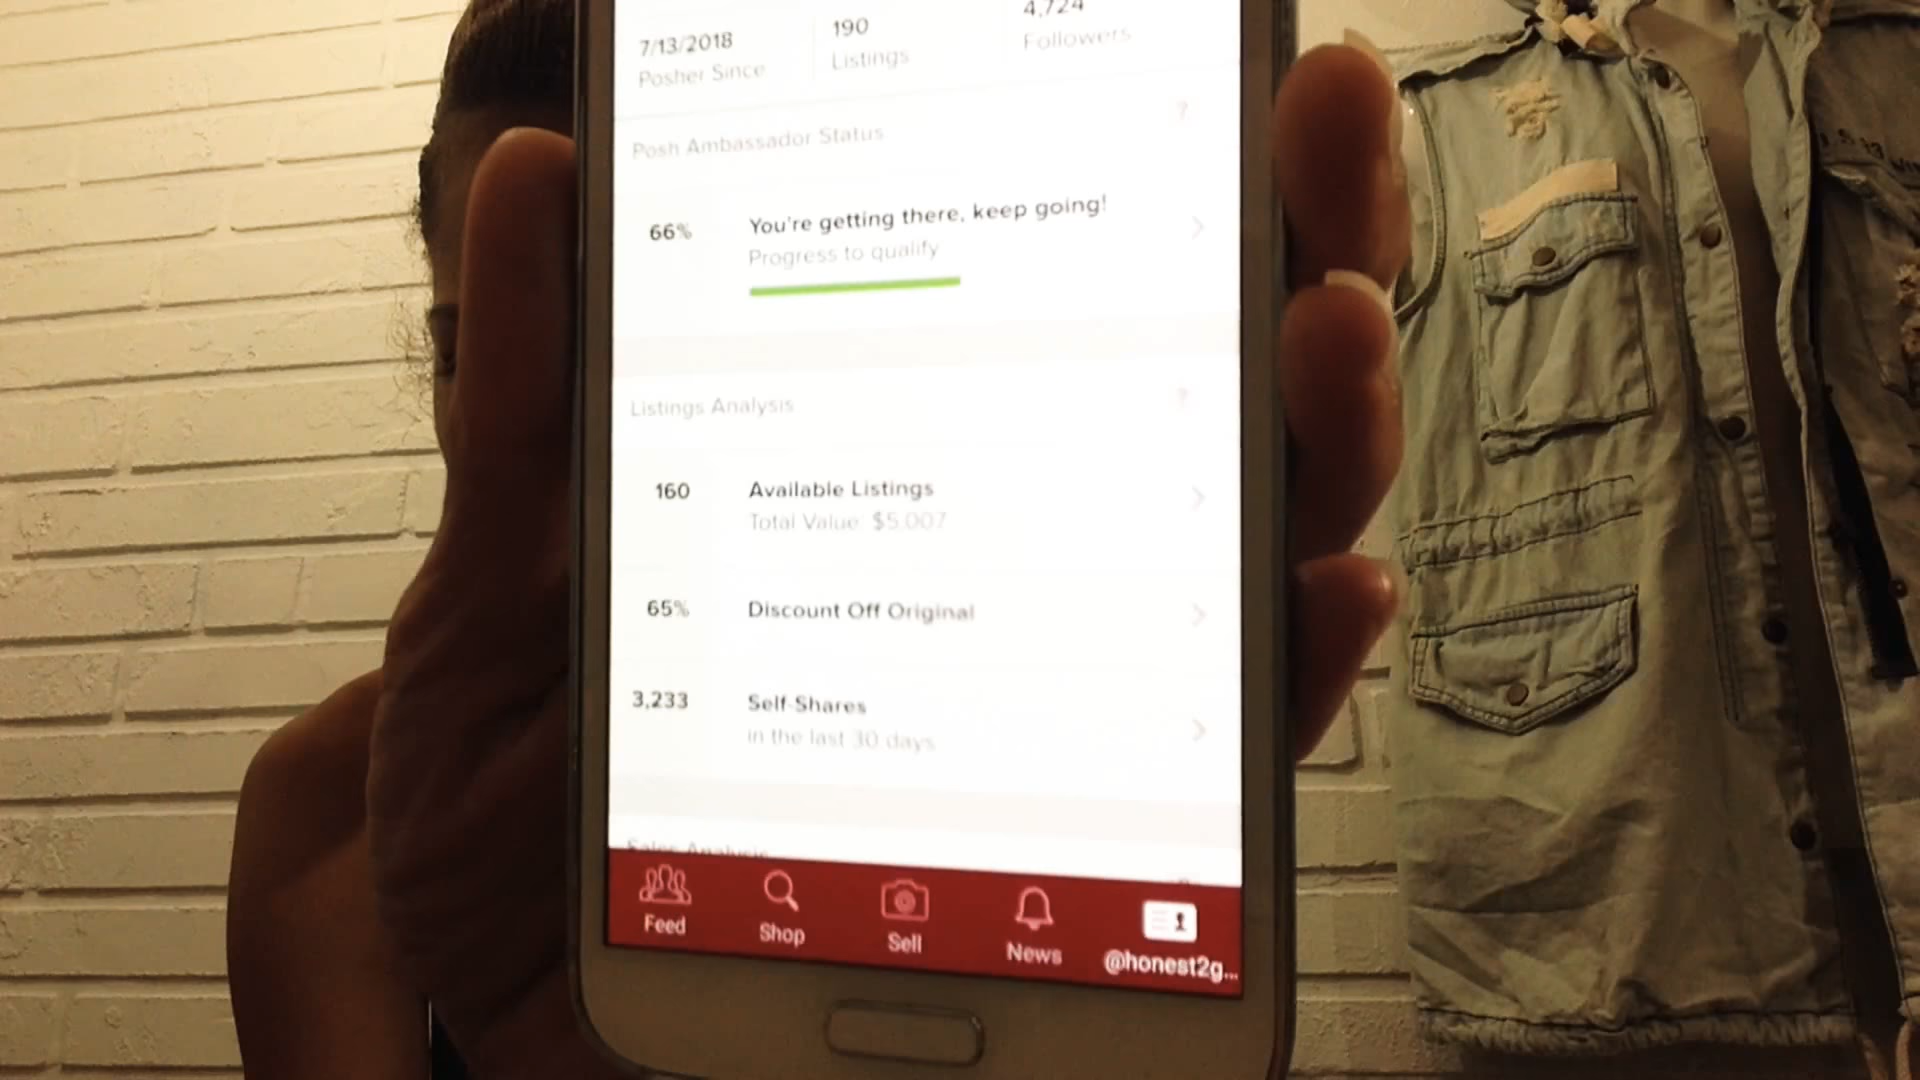 7/13/2018
Posher Since
190
Listings
4,724
Followers
Posh Ambassador Status
?
66%
You're getting there, keep going!
Progress to qualify
Listings Analysis
?
160
Available Listings
Total Value: $5,007
65%
Discount Off Original
3,233
Self-Shares
in the last 30 days
Sales Analysis
Feed
Shop
Sell
News
@honest2g...